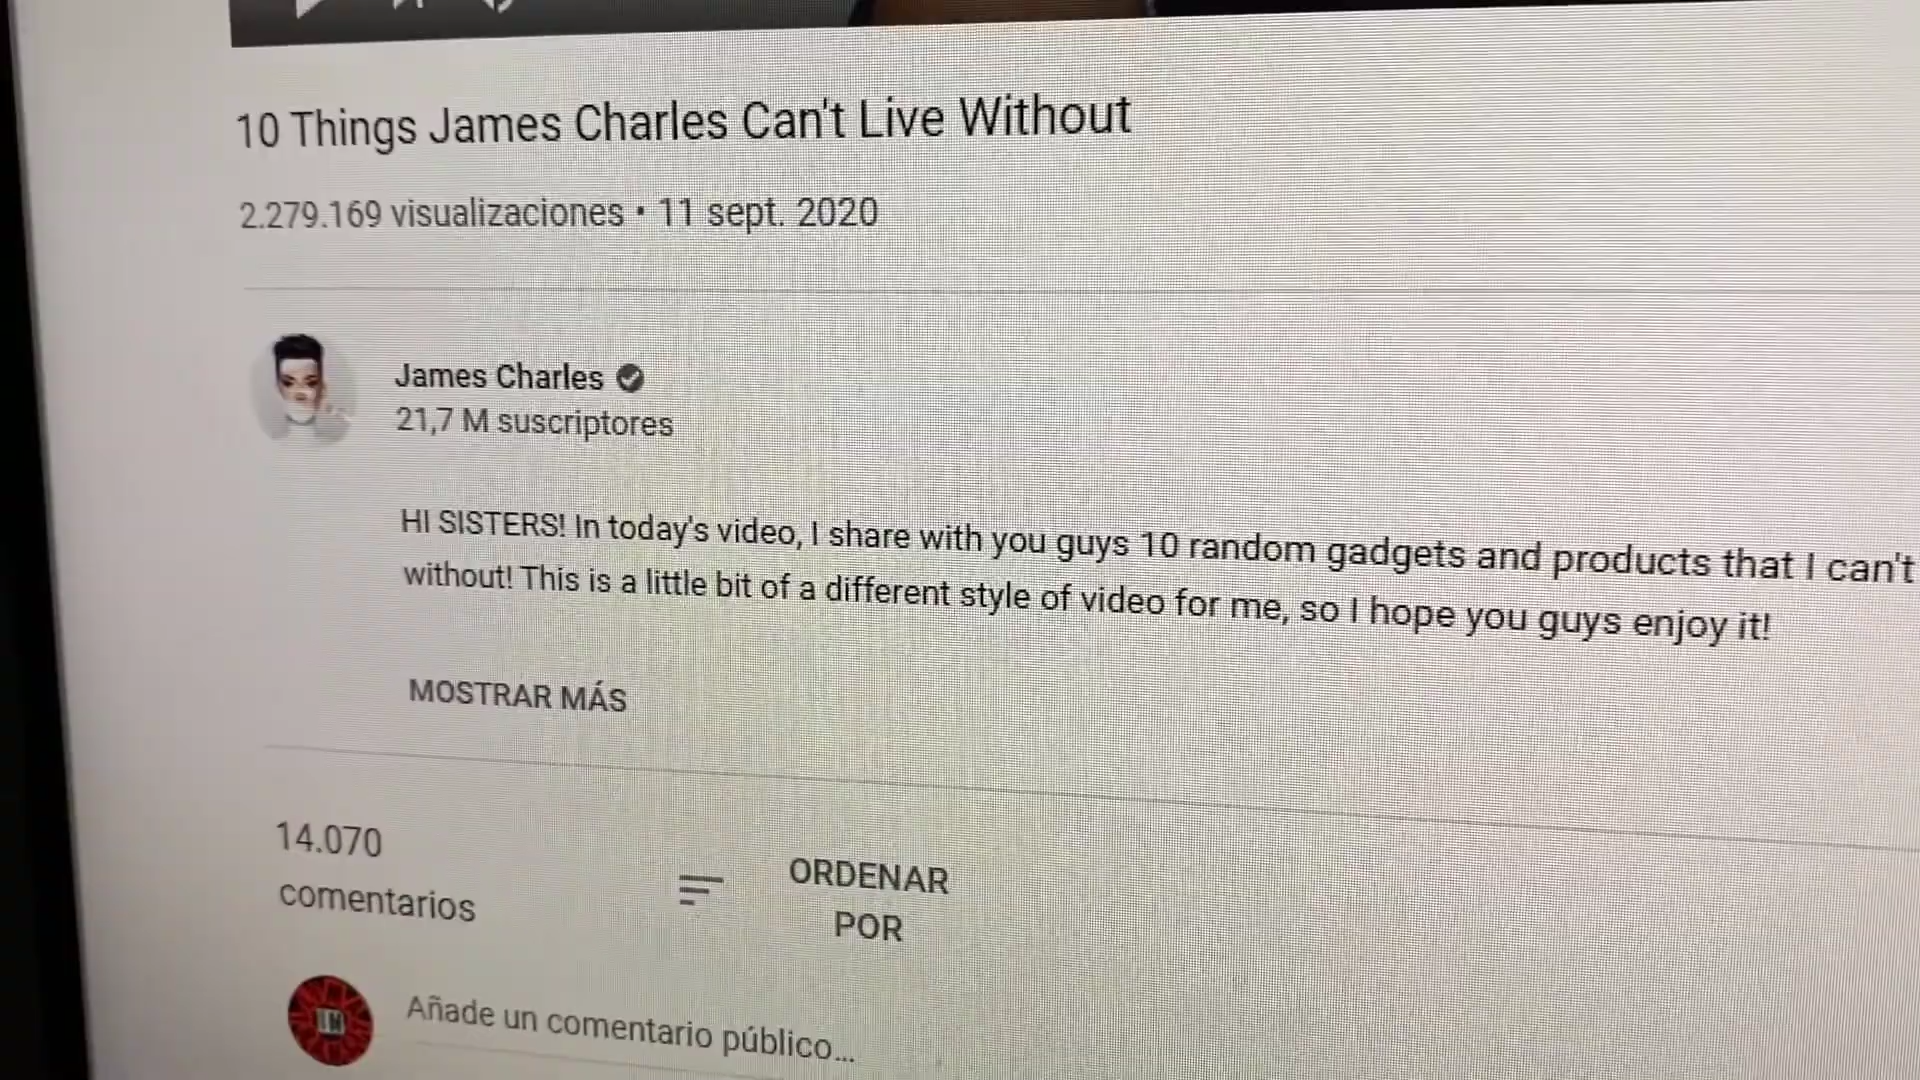 10 Things James Charles Can't Live Without
2.279.169 visualizaciones • 11 sept. 2020
James Charles
21,7 M suscriptores
HI SISTERS! In today's video, I share with you guys 10 random gadgets and products that I can't
without! This is a little bit of a different style of video for me, so I hope you guys enjoy it!
MOSTRAR MÁS
14.070
comentarios
ORDENAR
POR
Añade un comentario público...